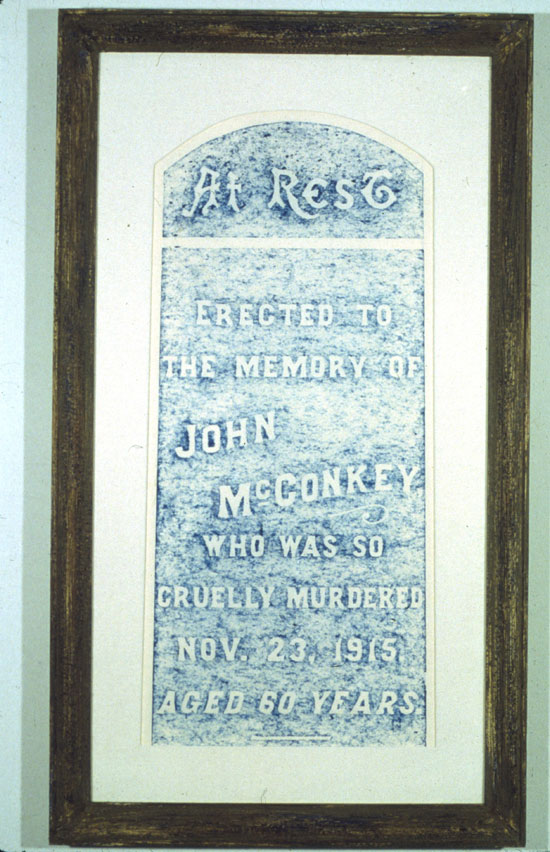 At Rest
ERECTED TO
THE MEMORY OF
JOHN
McCONKEY,
WHO WAS SO
CRUELLY MURDERED
NOV. 23, 1915
AGED 60 YEARS.